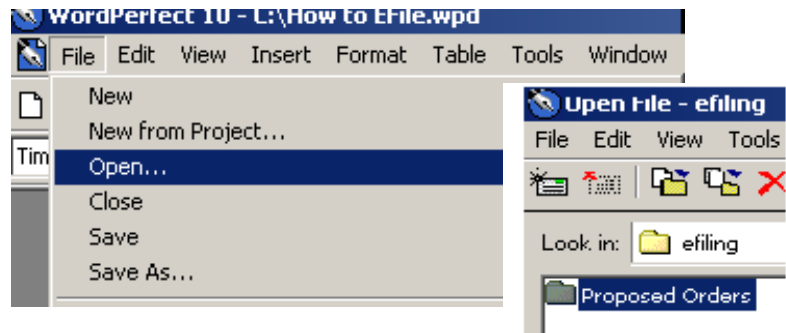 WordPerfect 10 - L:\How to EFile.wpd
File Edit View Insert Format Table Tools Window
New
New from Project...
Tim
Open...
Close
Save
Save As...
Open File - efiling
File Edit View Tools
Look in: efiling
Proposed Orders